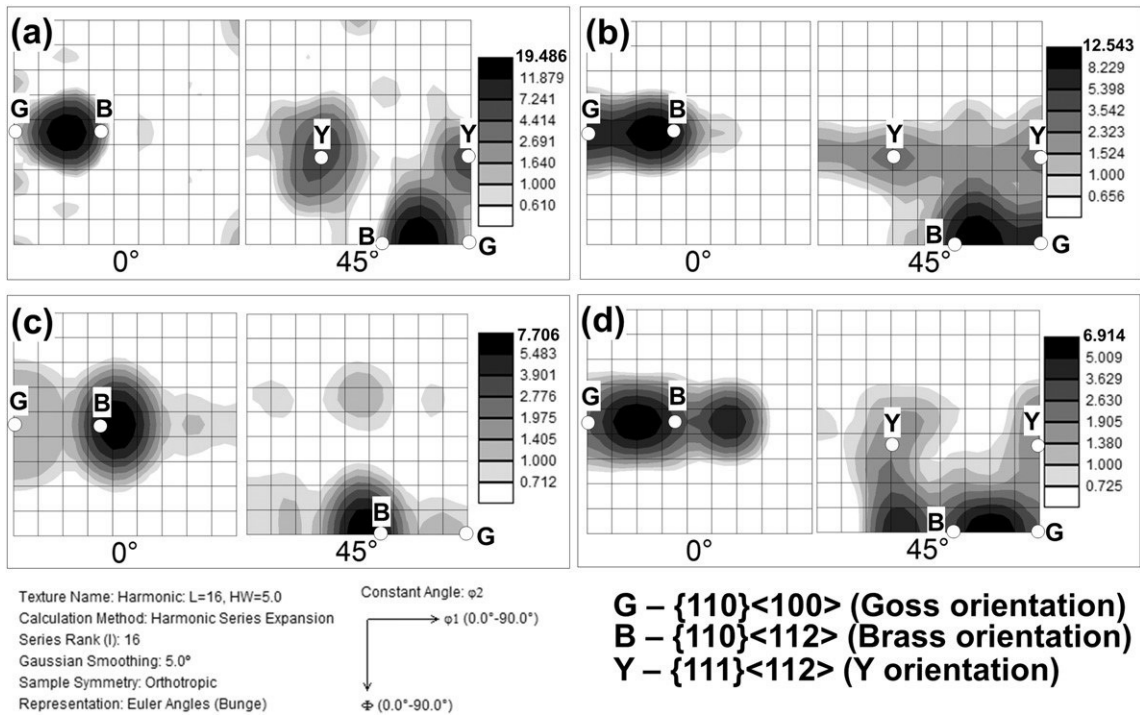 (a)
G
B
Y
Y
B
G
0°
45°
19.486
11.879
7.241
4.414
2.691
1.640
1.000
0.610
(b)
G
B
Y
Y
B
G
0°
45°
12.543
8.229
5.398
3.542
2.323
1.524
1.000
0.656
(c)
G
B
B
G
0°
45°
7.706
5.483
3.901
2.776
1.975
1.405
1.000
0.712
(d)
G
B
Y
Y
B
G
0°
45°
6.914
5.009
3.629
2.630
1.905
1.380
1.000
0.725
Texture Name: Harmonic: L=16, HW=5.0
Calculation Method: Harmonic Series Expansion
Series Rank (l): 16
Gaussian Smoothing: 5.0°
Sample Symmetry: Orthotropic
Representation: Euler Angles (Bunge)
Constant Angle: φ2
φ1 (0.0°-90.0°)
Φ (0.0°-90.0°)
G – {110}<100> (Goss orientation)
B – {110}<112> (Brass orientation)
Y – {111}<112> (Y orientation)